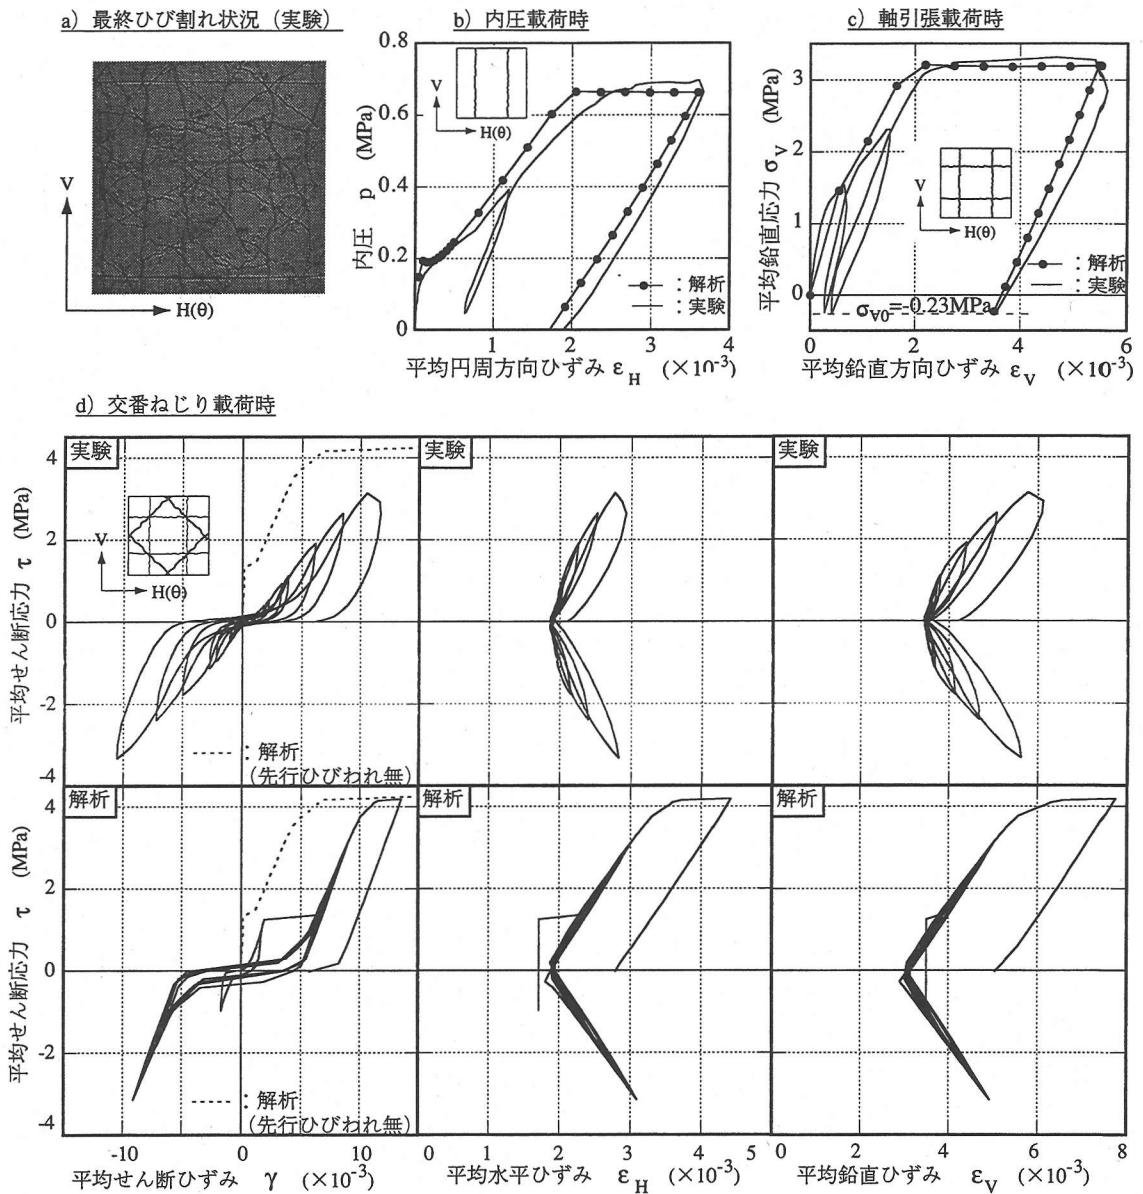 a) 最終ひび割れ状況（実験）
V
H(θ)
b) 内圧載荷時
0.8
0.6
0.4
0.2
0
内圧 p (MPa)
V
H(θ)
：解析
：実験
1 2 3 4
平均円周方向ひずみ εH (×10-3)
c) 軸引張載荷時
3
2
1
0
平均鉛直応力 σV (MPa)
V
H(θ)
：解析
：実験
σV0=-0.23MPa
0 2 4 6
平均鉛直方向ひずみ εV (×10-3)
d) 交番ねじり載荷時
実験
実験
実験
4
2
0
-2
-4
平均せん断応力 τ (MPa)
V
H(θ)
：解析
(先行ひびわれ無)
解析
解析
解析
4
2
0
-2
-4
平均せん断応力 τ (MPa)
：解析
(先行ひびわれ無)
-10 -5 0 5 10
0 1 2 3 4 5
0 2 4 6 8
平均せん断ひずみ γ (×10-3)
平均水平ひずみ εH (×10-3)
平均鉛直ひずみ εV (×10-3)